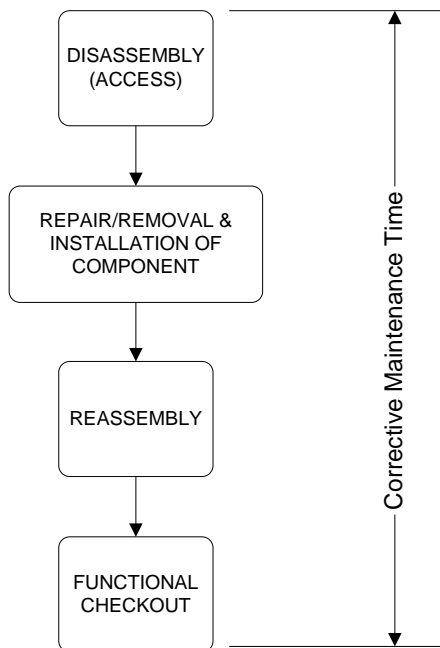 DISASSEMBLY
(ACCESS)
REPAIR/REMOVAL &
INSTALLATION OF
COMPONENT
REASSEMBLY
FUNCTIONAL
CHECKOUT
Corrective Maintenance Time